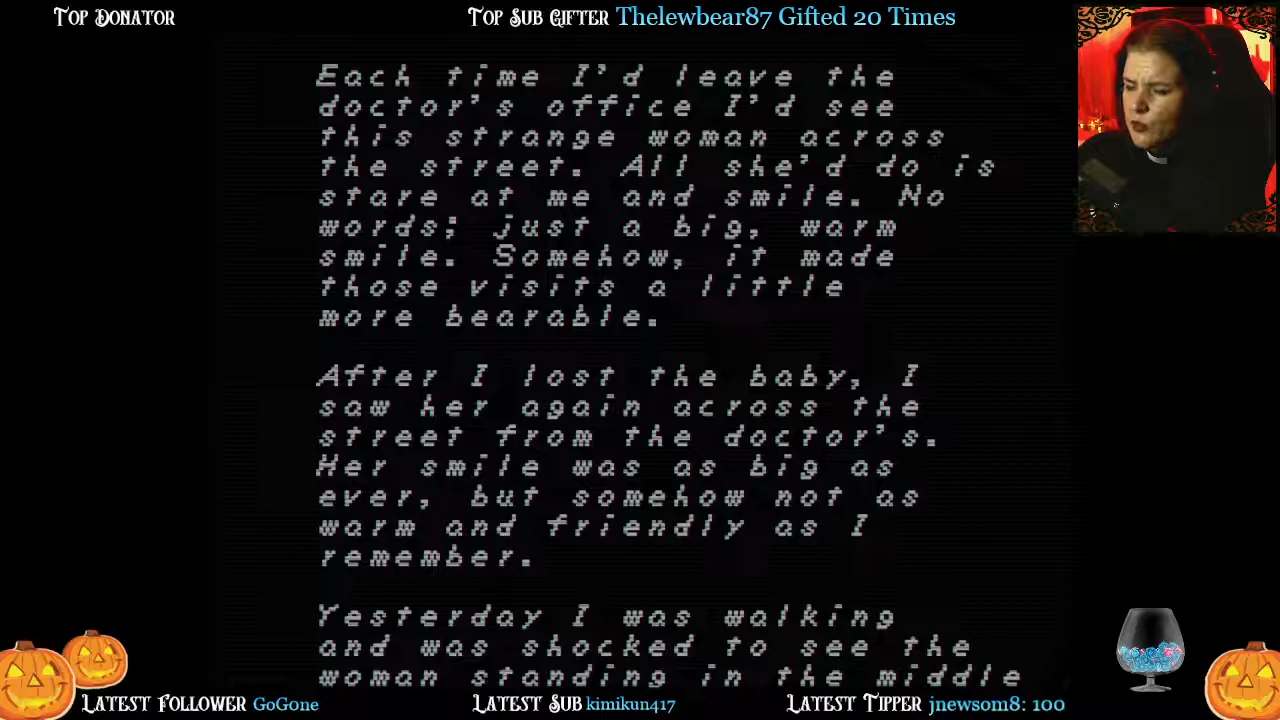 Top Donator
Top Sub Gifter Thelewbear87 Gifted 20 Times
Each time I'd leave the
doctor's office I'd see
this strange woman across
the street. All she'd do is
stare at me and smile. No
words; just a big, warm
smile. Somehow, it made
those visits a little
more bearable.
After I lost the baby, I
saw her again across the
street from the doctor's.
Her smile was as big as
ever, but somehow not as
warm and friendly as I
remember.
Yesterday I was walking
and was shocked to see the
woman standing in the middle
Latest Follower GoGone
Latest Sub kimikun417
Latest Tipper jnewsom8: 100